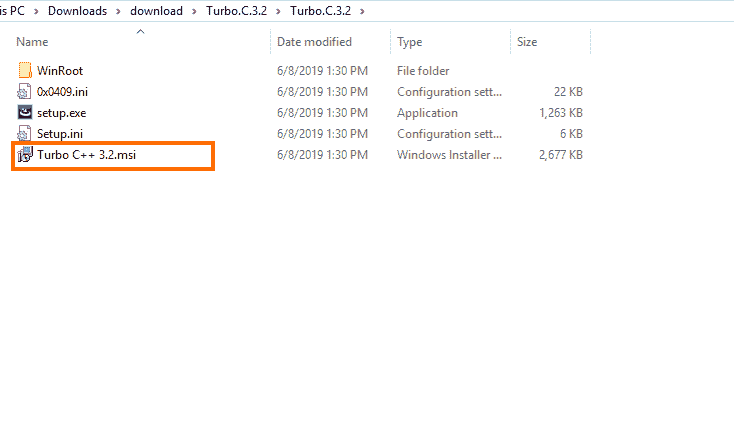 is PC > Downloads > download > Turbo.C.3.2 > Turbo.C.3.2 >
Name Date modified Type Size
WinRoot 6/8/2019 1:30 PM File folder
0x0409.ini 6/8/2019 1:30 PM Configuration sett... 22 KB
setup.exe 6/8/2019 1:30 PM Application 1,263 KB
Setup.ini 6/8/2019 1:30 PM Configuration sett... 6 KB
Turbo C++ 3.2.msi 6/8/2019 1:30 PM Windows Installer ... 2,677 KB